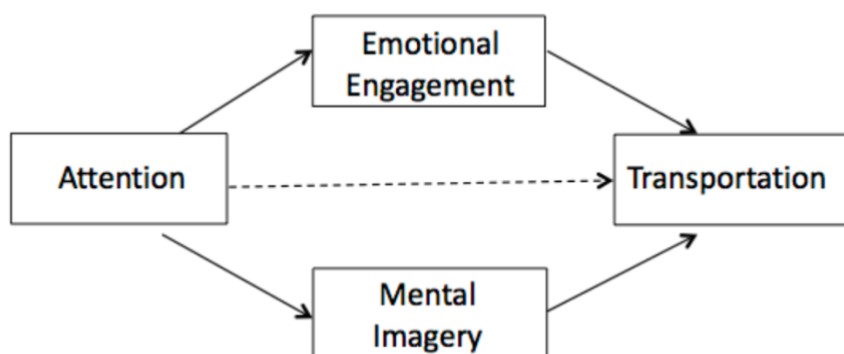 Emotional
Engagement
Attention
Transportation
Mental
Imagery